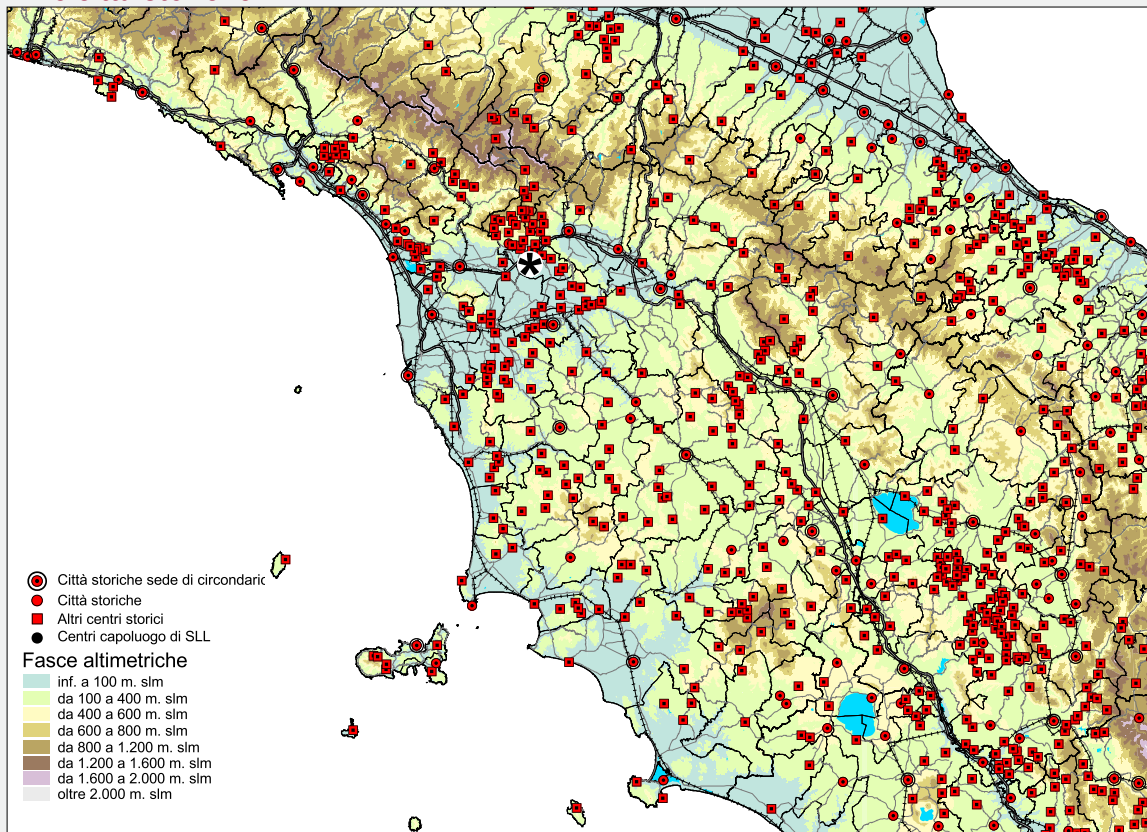 Città storiche sede di circondaric
Città storiche
Altri centri storici
Centri capoluogo di SLL
Fasce altimetriche
inf. a 100 m. slm
da 100 a 400 m. slm
da 400 a 600 m. slm
da 600 a 800 m. slm
da 800 a 1.200 m. slm
da 1.200 a 1.600 m. slm
da 1.600 a 2.000 m. slm
oltre 2.000 m. slm